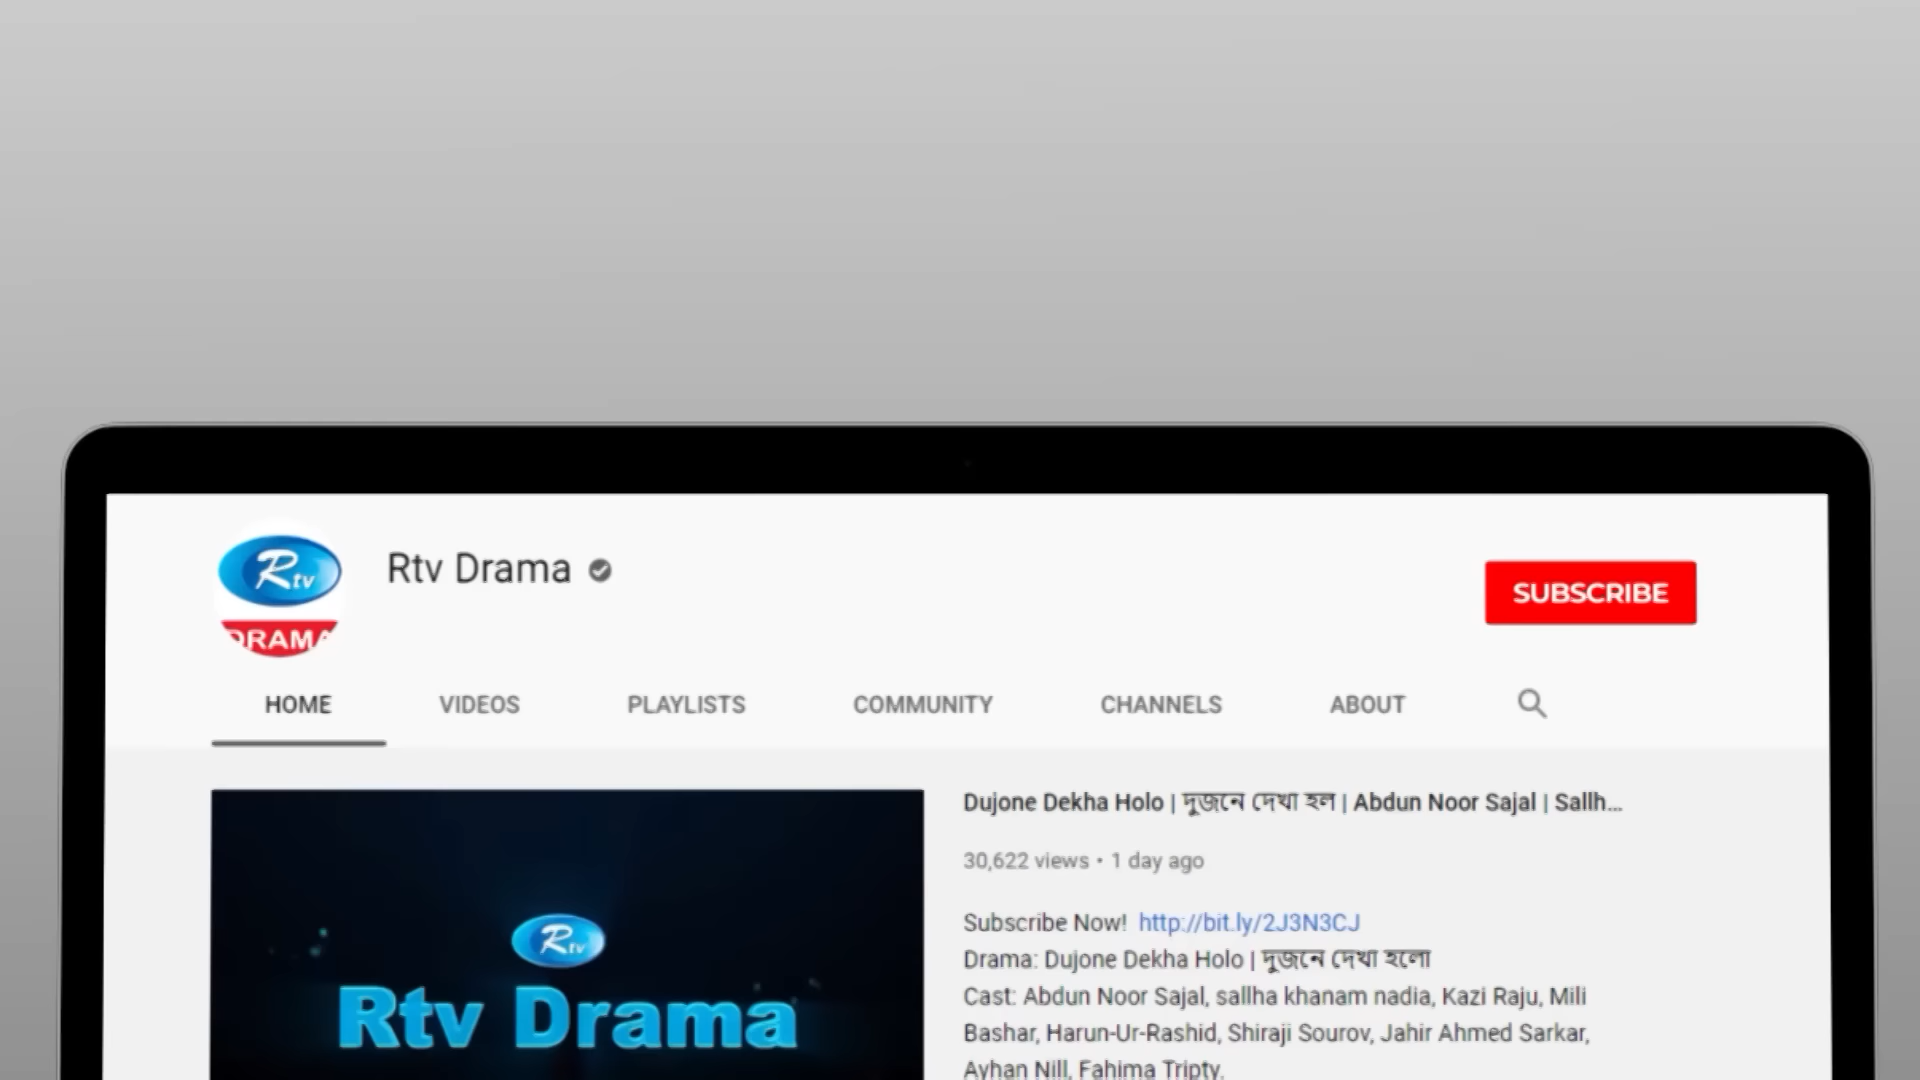 Rtv
DRAMA
Rtv Drama
SUBSCRIBE
HOME
VIDEOS
PLAYLISTS
COMMUNITY
CHANNELS
ABOUT
Rtv
Rtv Drama
Dujone Dekha Holo | দুজনে দেখা হল | Abdun Noor Sajal | Sallh...
30,622 views • 1 day ago
Subscribe Now! http://bit.ly/2J3N3CJ
Drama: Dujone Dekha Holo | দুজনে দেখা হলো
Cast: Abdun Noor Sajal, sallha khanam nadia, Kazi Raju, Mili
Bashar, Harun-Ur-Rashid, Shiraji Sourov, Jahir Ahmed Sarkar,
Ayhan Nill, Fahima Tripty.